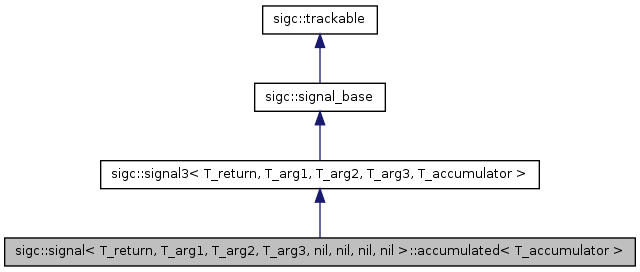 sigc::trackable
sigc::signal_base
sigc::signal3< T_return, T_arg1, T_arg2, T_arg3, T_accumulator >
sigc::signal< T_return, T_arg1, T_arg2, T_arg3, nil, nil, nil, nil >::accumulated< T_accumulator >